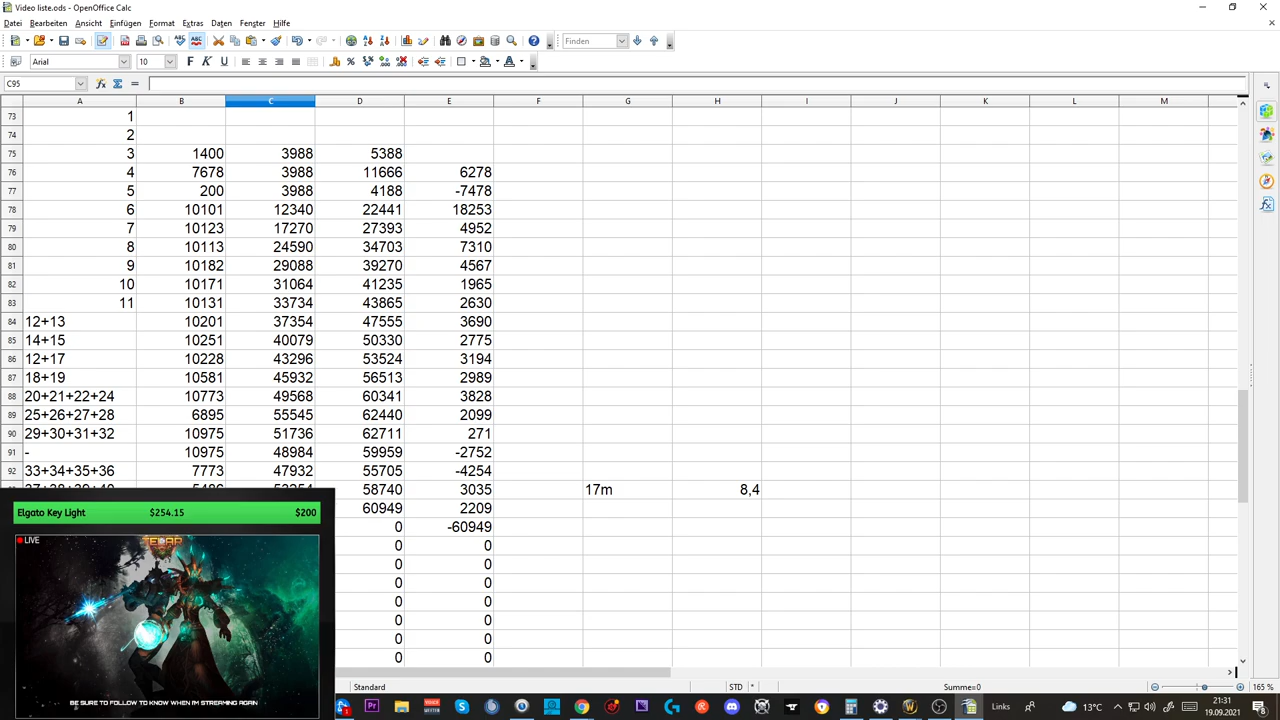 Video liste.ods - OpenOffice Calc
Datei Bearbeiten Ansicht Einfügen Format Extras Daten Fenster Hilfe
Finden
Arial 10
C95
A B C D E F G H I J K L M
73 1
74 2
75 3 1400 3988 5388
76 4 7678 3988 11666 6278
77 5 200 3988 4188 -7478
78 6 10101 12340 22441 18253
79 7 10123 17270 27393 4952
80 8 10113 24590 34703 7310
81 9 10182 29088 39270 4567
82 10 10171 31064 41235 1965
83 11 10131 33734 43865 2630
84 12+13 10201 37354 47555 3690
85 14+15 10251 40079 50330 2775
86 12+17 10228 43296 53524 3194
87 18+19 10581 45932 56513 2989
88 20+21+22+24 10773 49568 60341 3828
89 25+26+27+28 6895 55545 62440 2099
90 29+30+31+32 10975 51736 62711 271
91 - 10975 48984 59959 -2752
92 33+34+35+36 7773 47932 55705 -4254
58740 3035 17m 8,4
60949 2209
0 -60949
0 0
0 0
0 0
0 0
0 0
0 0
0 0
Elgato Key Light $254.15 $200
LIVE
BE SURE TO FOLLOW TO KNOW WHEN I'M STREAMING AGAIN
Standard STD * Summe=0 165 %
Links 13°C 21:31
19.09.2021